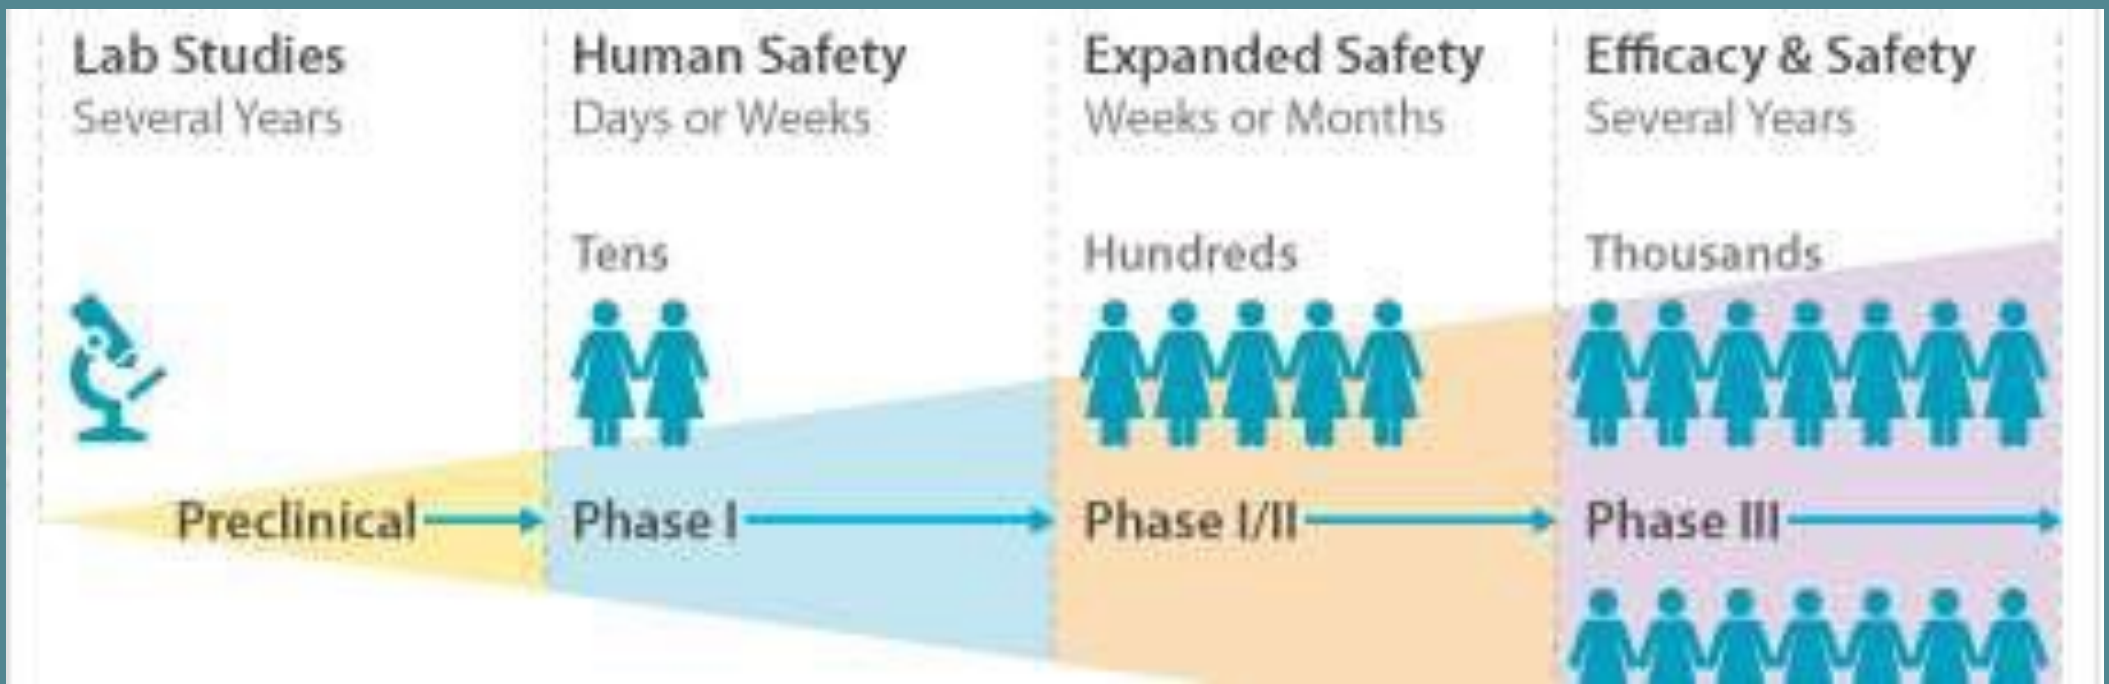 Lab Studies
Several Years
Human Safety
Days or Weeks
Expanded Safety
Weeks or Months
Efficacy & Safety
Several Years
Tens
Hundreds
Thousands
Preclinical
Phase I
Phase I/II
Phase III